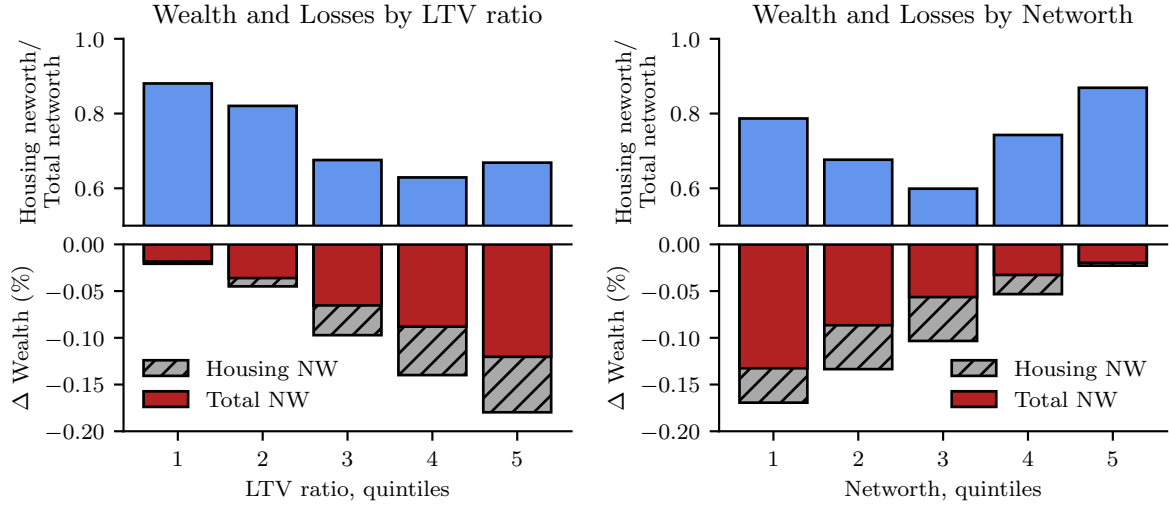 Wealth and Losses by LTV ratio
Housing neworth/
Total networth
1.0
0.8
0.6
Δ Wealth (%)
0.00
−0.05
−0.10
−0.15
−0.20
Housing NW
Total NW
1 2 3 4 5
LTV ratio, quintiles
Wealth and Losses by Networth
Housing neworth/
Total networth
1.0
0.8
0.6
Δ Wealth (%)
0.00
−0.05
−0.10
−0.15
−0.20
Housing NW
Total NW
1 2 3 4 5
Networth, quintiles